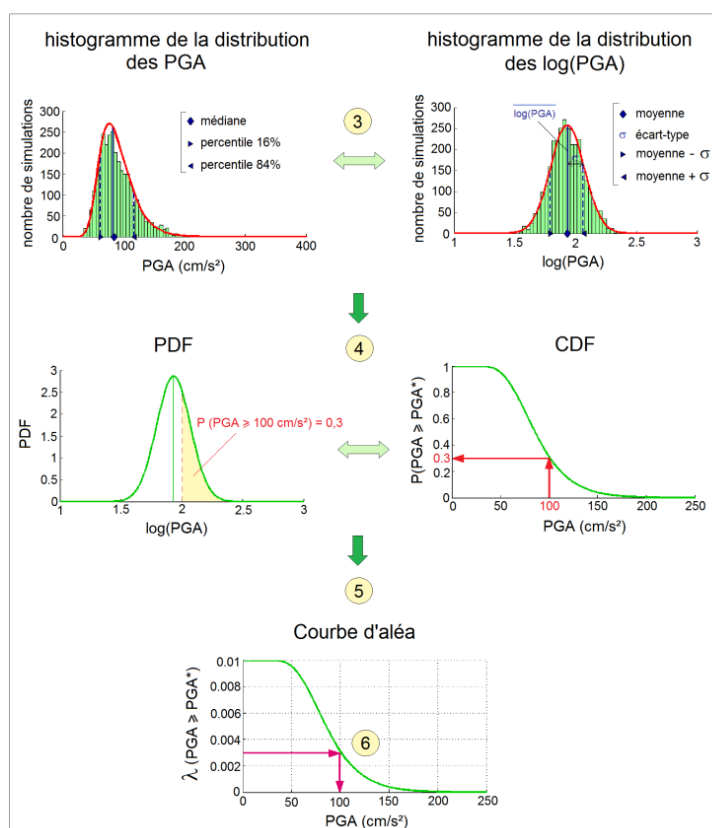 histogramme de la distribution
des PGA
histogramme de la distribution
des log(PGA)
nombre de simulations
300
250
200
150
100
50
0
0
100
200
300
400
PGA (cm/s²)
médiane
percentile 16%
percentile 84%
3
nombre de simulations
300
250
200
150
100
50
0
1
1.5
2
2.5
3
log(PGA)
log(PGA)
σ
moyenne
σ écart-type
moyenne - σ
moyenne + σ
4
PDF
PDF
3
2.5
2
1.5
1
0.5
0
1
1.5
2
2.5
3
log(PGA)
P (PGA ⩾ 100 cm/s²) = 0,3
CDF
P(PGA ⩾ PGA*)
1
0.8
0.6
0.4
0.3
0.2
0
0
50
100
150
200
250
PGA (cm/s²)
5
Courbe d'aléa
λ (PGA ⩾ PGA*)
0.01
0.008
0.006
0.004
0.002
0
0
50
100
150
200
250
PGA (cm/s²)
6